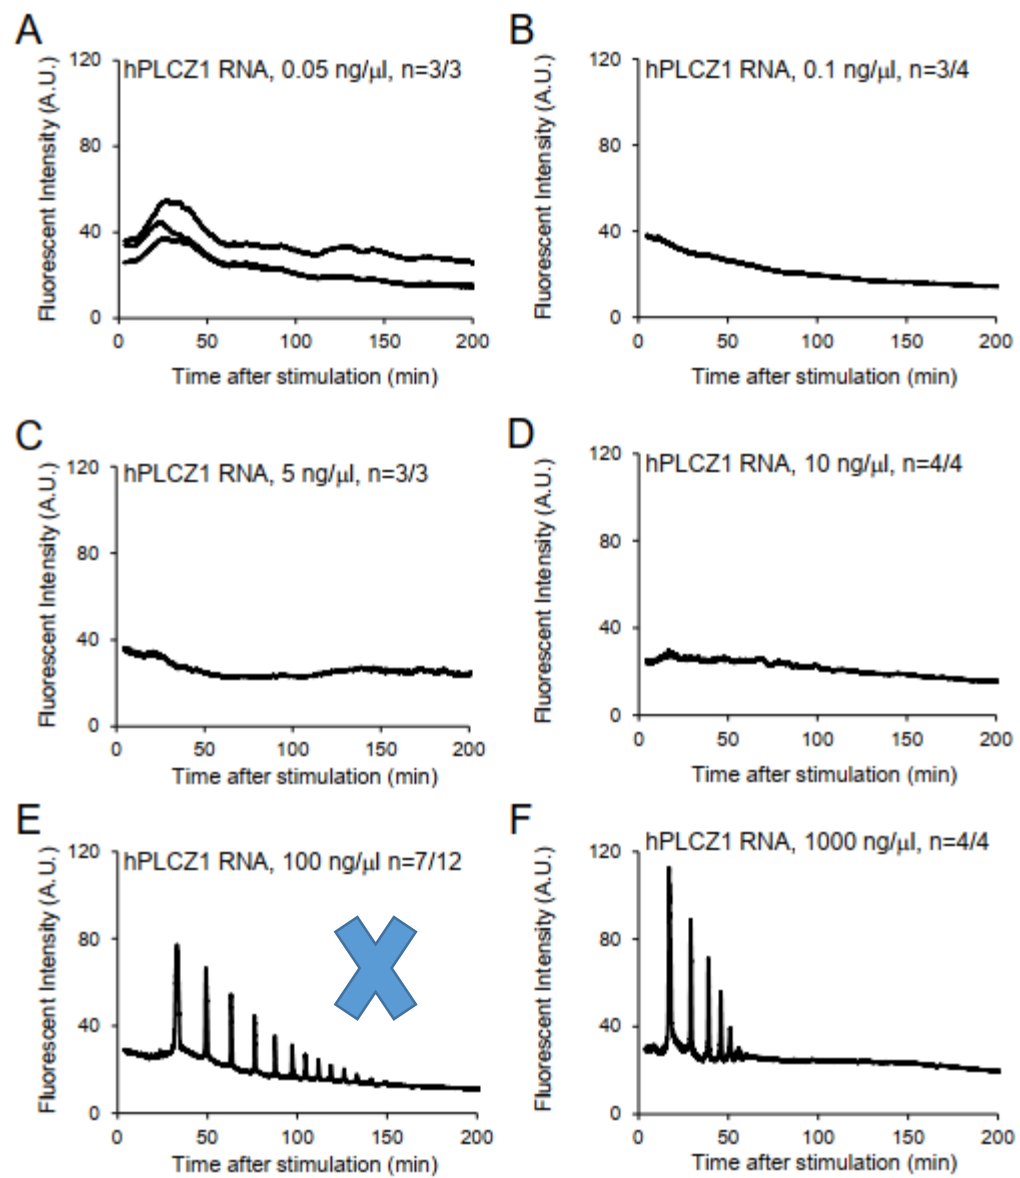 A
hPLCZ1 RNA, 0.05 ng/µl, n=3/3
Fluorescent Intensity (A.U.)
120
80
40
0
0 50 100 150 200
Time after stimulation (min)
B
hPLCZ1 RNA, 0.1 ng/µl, n=3/4
Fluorescent Intensity (A.U.)
120
80
40
0
0 50 100 150 200
Time after stimulation (min)
C
hPLCZ1 RNA, 5 ng/µl, n=3/3
Fluorescent Intensity (A.U.)
120
80
40
0
0 50 100 150 200
Time after stimulation (min)
D
hPLCZ1 RNA, 10 ng/µl, n=4/4
Fluorescent Intensity (A.U.)
120
80
40
0
0 50 100 150 200
Time after stimulation (min)
E
hPLCZ1 RNA, 100 ng/µl n=7/12
Fluorescent Intensity (A.U.)
120
80
40
0
0 50 100 150 200
Time after stimulation (min)
F
hPLCZ1 RNA, 1000 ng/µl, n=4/4
Fluorescent Intensity (A.U.)
120
80
40
0
0 50 100 150 200
Time after stimulation (min)